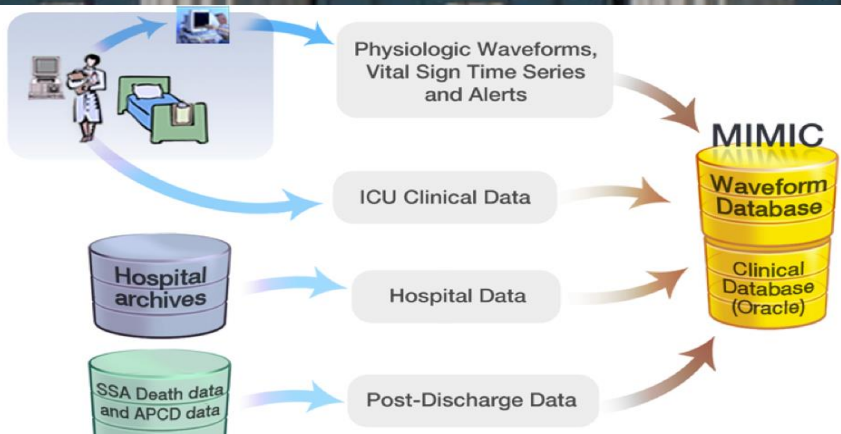 Physiologic Waveforms,
Vital Sign Time Series
and Alerts
MIMIC
Waveform
Database
ICU Clinical Data
Clinical
Database
(Oracle)
Hospital
archives
Hospital Data
SSA Death data
and APCD data
Post-Discharge Data